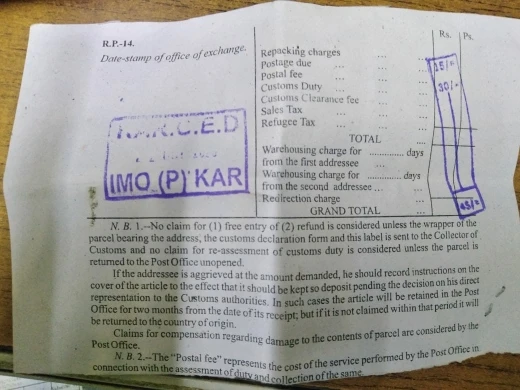 Rs. Ps.
R.P.-14.
Date-stamp of office of exchange.
Repacking charges ... ...
Postage due ... ... 15/=
Postal fee ... ...
Customs Duty ... ... 30/=
Customs Clearance fee ...
Sales Tax ... ...
Refugee Tax ... ...
TOTAL ...
Warehousing charge for .............. days
from the first addressee ...
Warehousing charge for .............. days
from the second addressee ... ...
Redirection charge ...
GRAND TOTAL ... 45/=
C.E.D
IMO (P) KAR
N. B. 1.–No claim for (1) free entry of (2) refund is considered unless the wrapper of the
parcel bearing the address, the customs declaration form and this label is sent to the Collector of
Customs and no claim for re-assessment of customs duty is considered unless the parcel is
returned to the Post Office unopened.
If the addressee is aggrieved at the amount demanded, he should record instructions on the
cover of the article to the effect that it should be kept so deposit pending the decision on his direct
representation to the Customs authorities. In such cases the article will be retained in the Post
Office for two months from the date of its receipt; but if it is not claimed within that period it will
be returned to the country of origin.
Claims for compensation regarding damage to the contents of parcel are considered by the
Post Office.
N. B. 2.–The "Postal fee" represents the cost of the service performed by the Post Office in
connection with the assessment of duty and collection of the same.